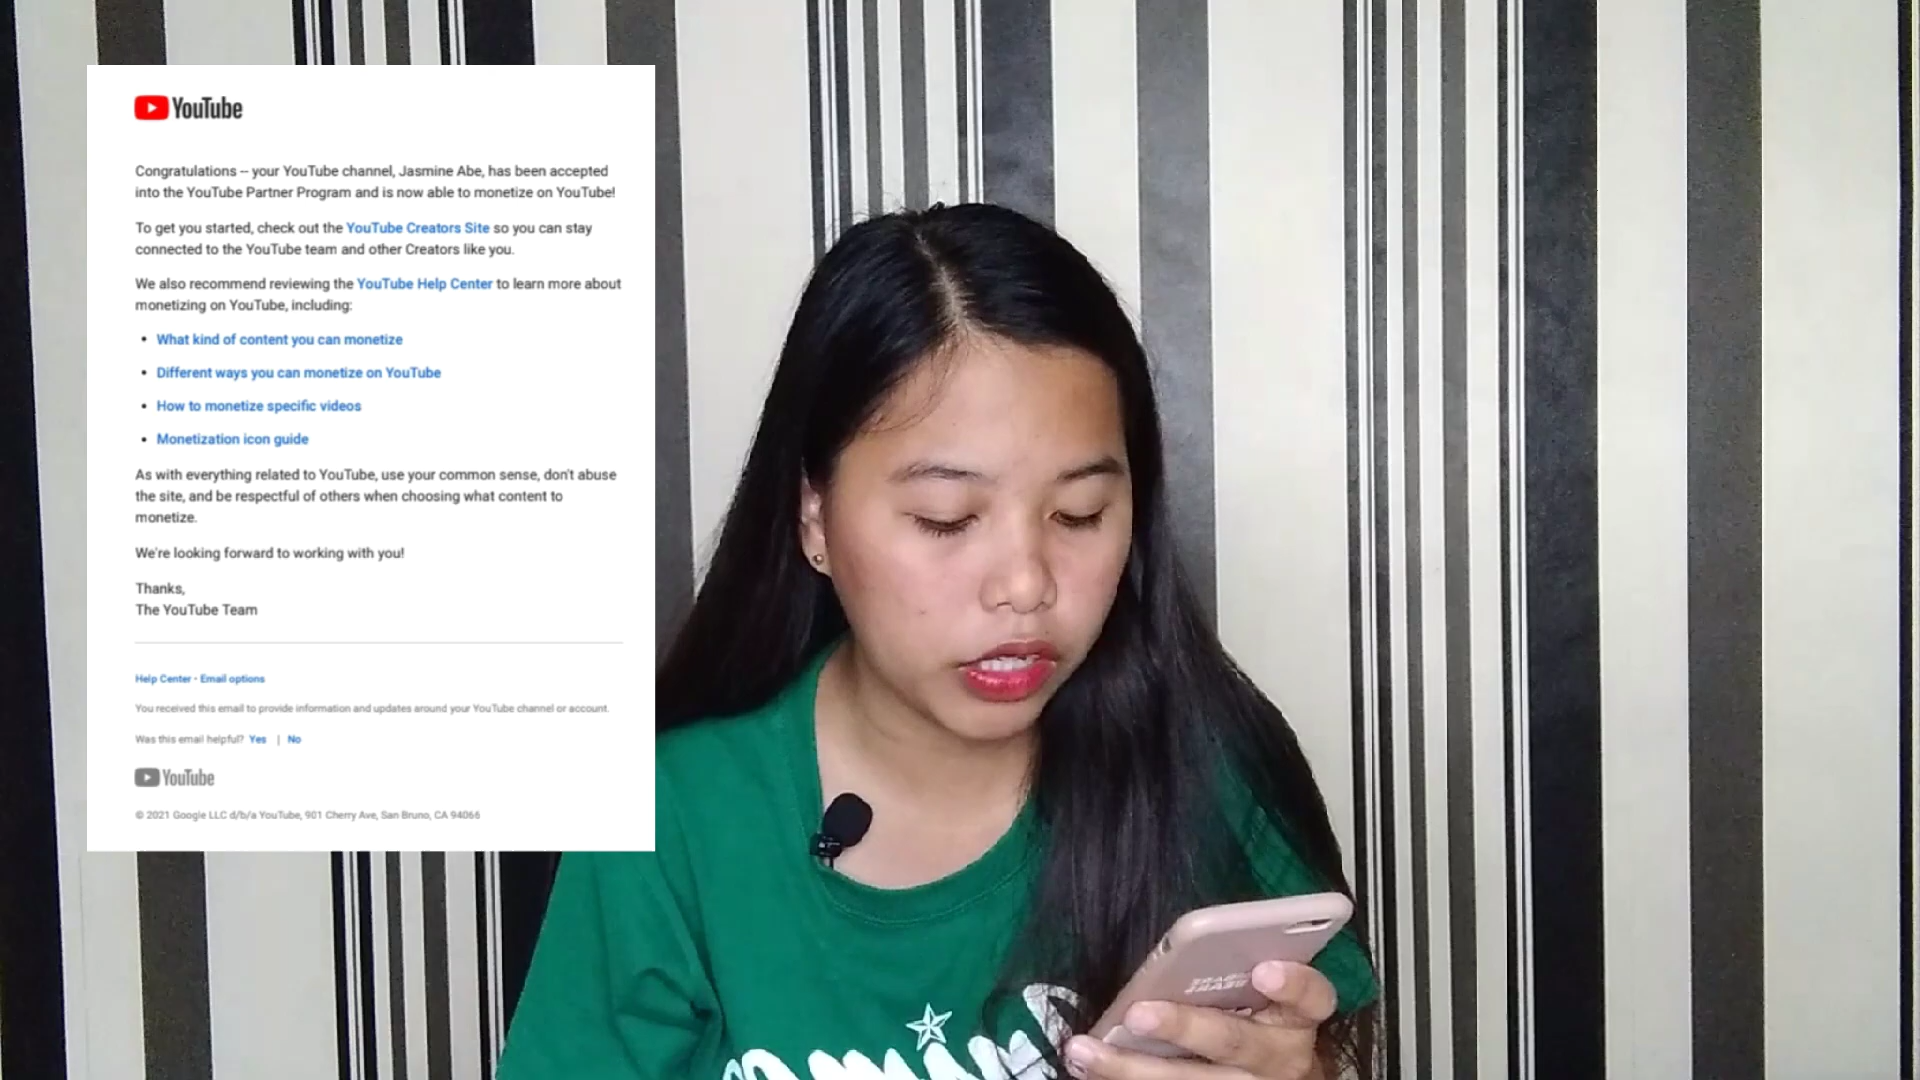 YouTube
Congratulations -- your YouTube channel, Jasmine Abe, has been accepted
into the YouTube Partner Program and is now able to monetize on YouTube!
To get you started, check out the YouTube Creators Site so you can stay
connected to the YouTube team and other Creators like you.
We also recommend reviewing the YouTube Help Center to learn more about
monetizing on YouTube, including:
• What kind of content you can monetize
• Different ways you can monetize on YouTube
• How to monetize specific videos
• Monetization icon guide
As with everything related to YouTube, use your common sense, don't abuse
the site, and be respectful of others when choosing what content to
monetize.
We're looking forward to working with you!
Thanks,
The YouTube Team
Help Center • Email options
You received this email to provide information and updates around your YouTube channel or account.
Was this email helpful? Yes | No
YouTube
© 2021 Google LLC d/b/a YouTube, 901 Cherry Ave, San Bruno, CA 94066